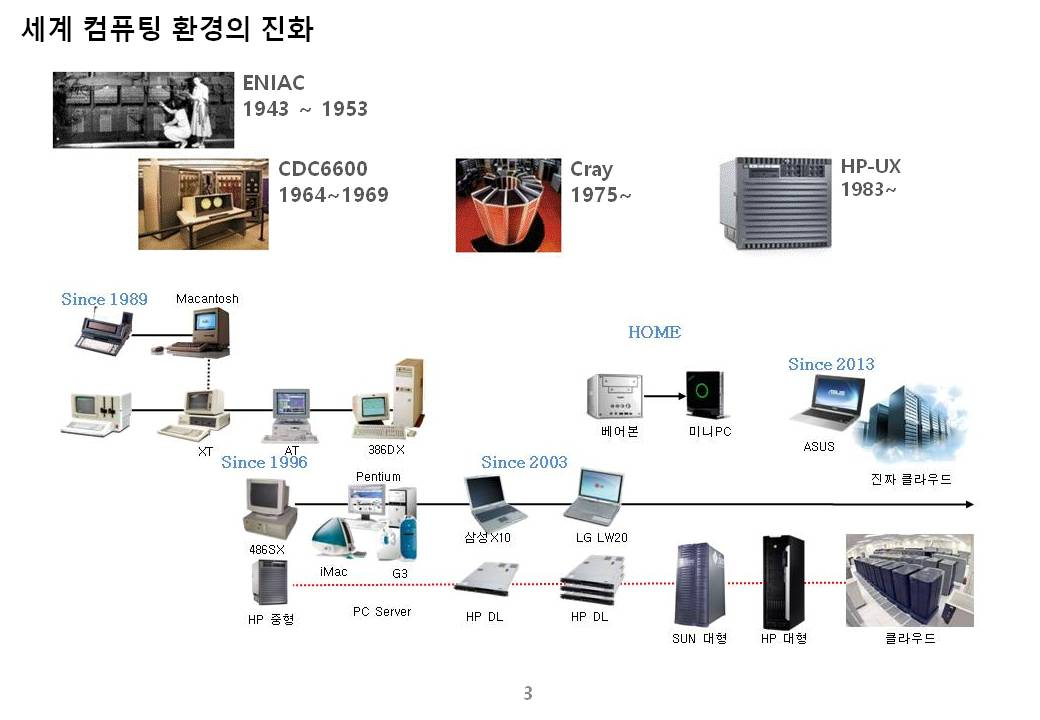 세계 컴퓨팅 환경의 진화
ENIAC
1943 ~ 1953
CDC6600
1964~1969
Cray
1975~
HP-UX
1983~
Since 1989
Macantosh
HOME
Since 2013
XT
AT
386DX
베어본
미니PC
ASUS
진짜 클라우드
Since 1996
Since 2003
Pentium
486SX
iMac
G3
삼성X10
LG LW20
HP 중형
PC Server
HP DL
HP DL
SUN 대형
HP 대형
클라우드
3